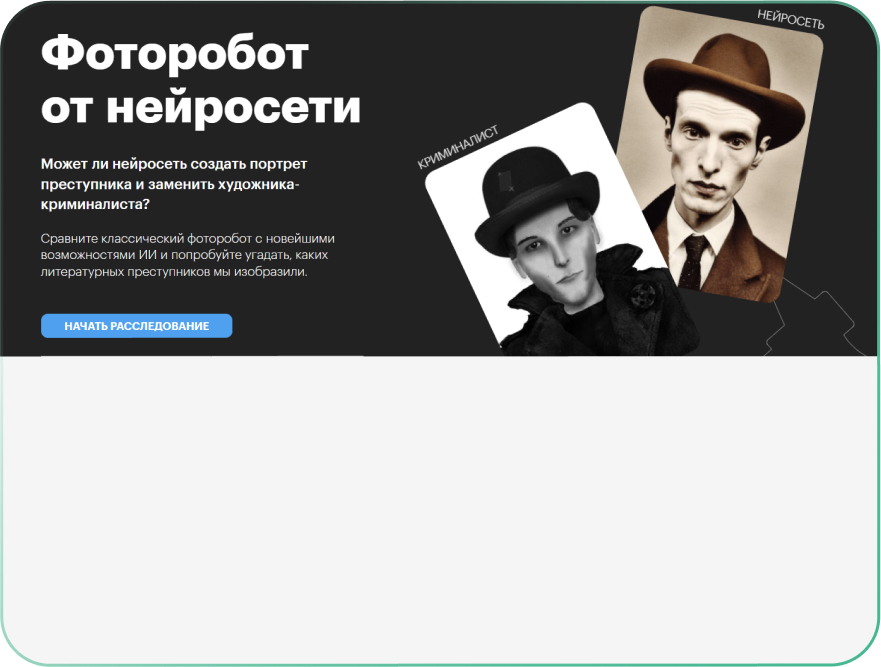 Фоторобот
от нейросети
Может ли нейросеть создать портрет
преступника и заменить художника-
криминалиста?
Сравните классический фоторобот с новейшими
возможностями ИИ и попробуйте угадать, каких
литературных преступников мы изобразили.
НАЧАТЬ РАССЛЕДОВАНИЕ
КРИМИНАЛИСТ
НЕЙРОСЕТЬ